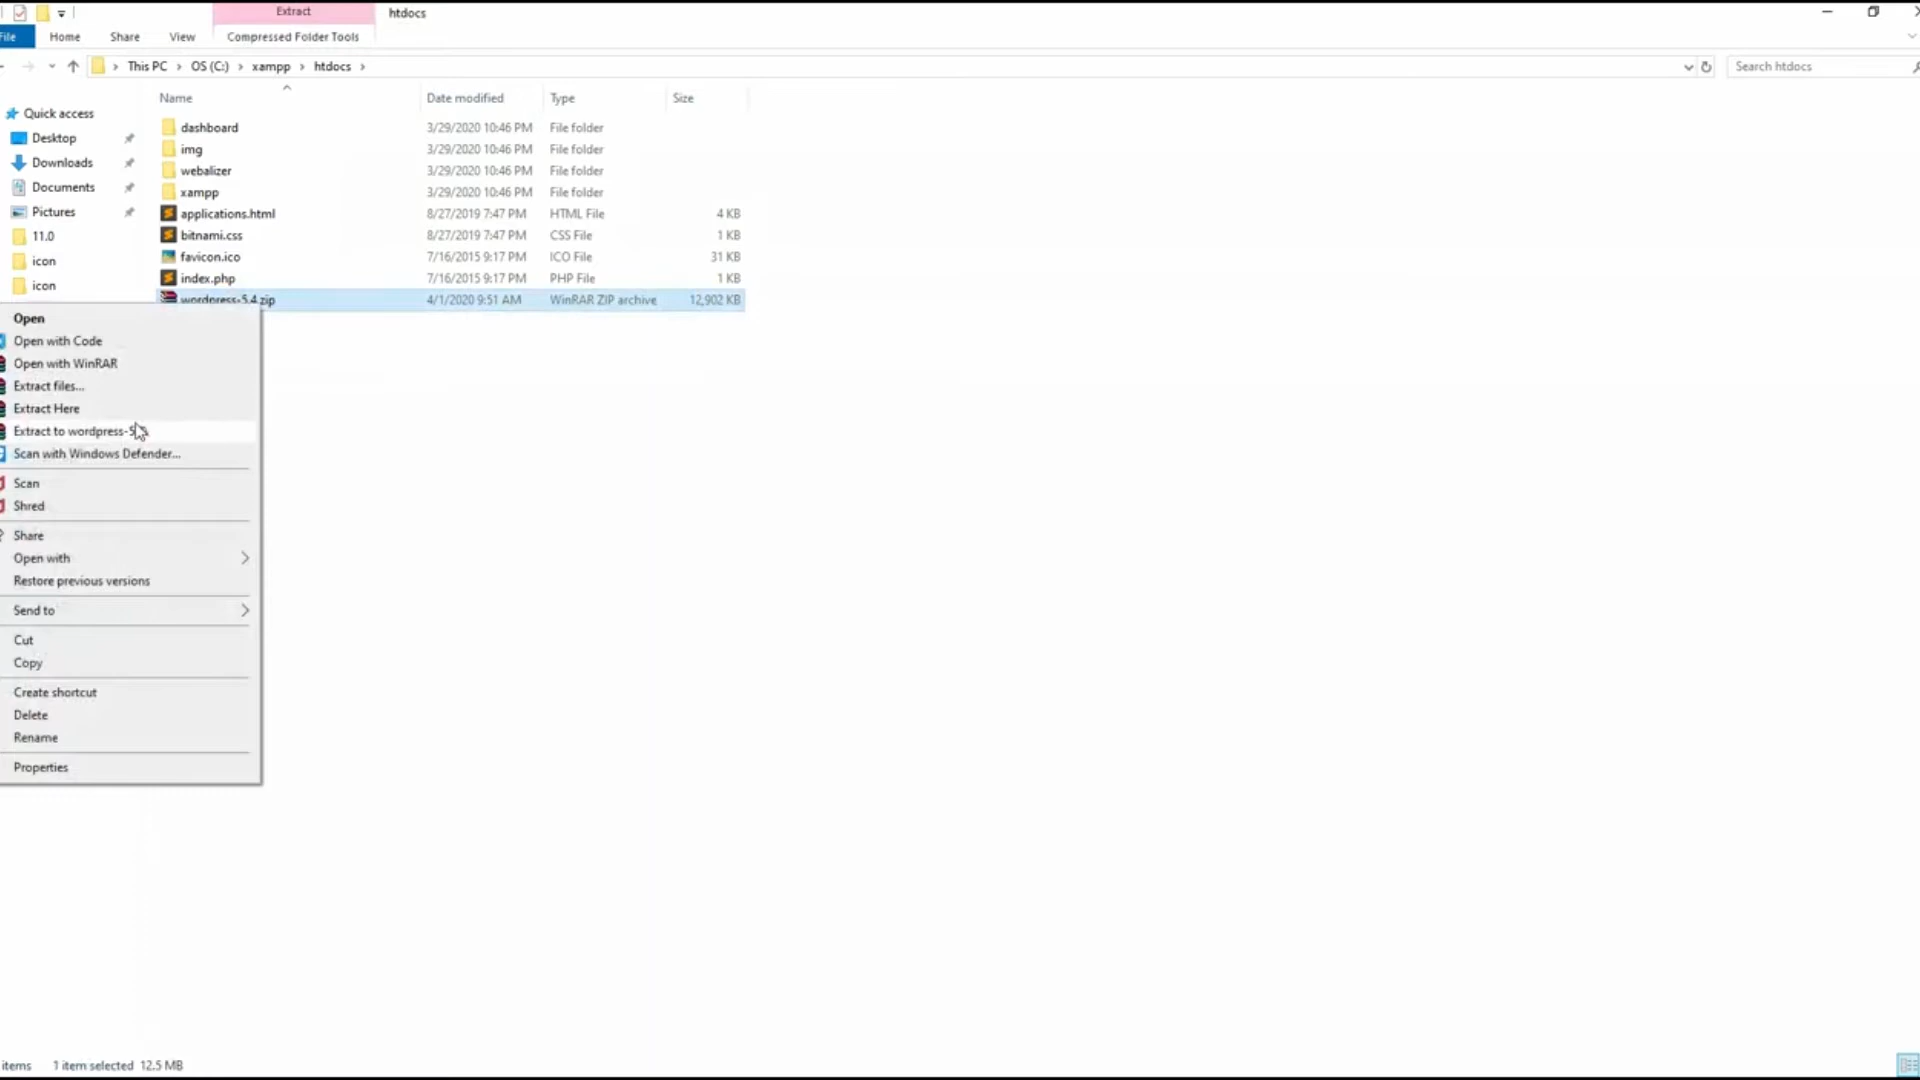 Extract
htdocs
File
Home
Share
View
Compressed Folder Tools
This PC
OS (C:)
xampp
htdocs
Search htdocs
Name
Date modified
Type
Size
Quick access
Desktop
Downloads
Documents
Pictures
11.0
icon
icon
dashboard 3/29/2020 10:46 PM File folder
img 3/29/2020 10:46 PM File folder
webalizer 3/29/2020 10:46 PM File folder
xampp 3/29/2020 10:46 PM File folder
applications.html 8/27/2019 7:47 PM HTML File 4 KB
bitnami.css 8/27/2019 7:47 PM CSS File 1 KB
favicon.ico 7/16/2015 9:17 PM ICO File 31 KB
index.php 7/16/2015 9:17 PM PHP File 1 KB
wordpress-5.4.zip 4/1/2020 9:51 AM WinRAR ZIP archive 12,902 KB
Open
Open with Code
Open with WinRAR
Extract files...
Extract Here
Extract to wordpress-5
Scan with Windows Defender...
Scan
Shred
Share
Open with
Restore previous versions
Send to
Cut
Copy
Create shortcut
Delete
Rename
Properties
items 1 item selected 12.5 MB